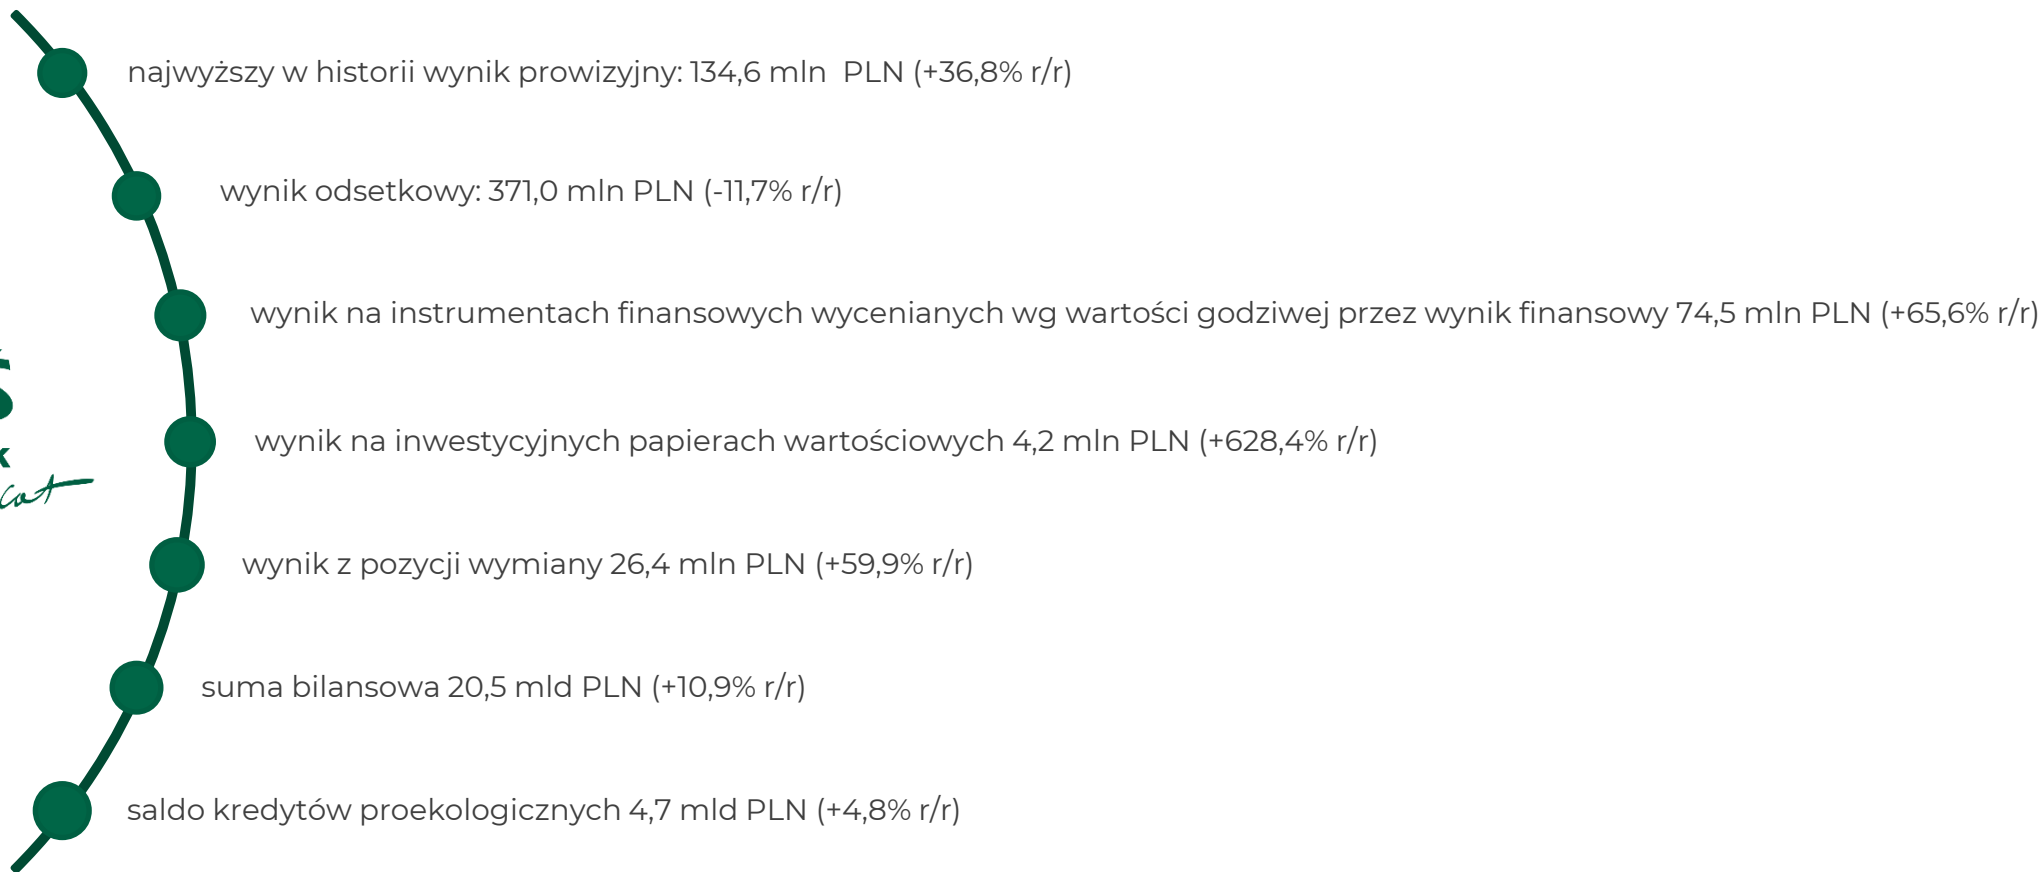 najwyższy w historii wynik prowizyjny: 134,6 mln PLN (+36,8% r/r)
wynik odsetkowy: 371,0 mln PLN (-11,7% r/r)
wynik na instrumentach finansowych wycenianych wg wartości godziwej przez wynik finansowy 74,5 mln PLN (+65,6% r/r)
wynik na inwestycyjnych papierach wartościowych 4,2 mln PLN (+628,4% r/r)
wynik z pozycji wymiany 26,4 mln PLN (+59,9% r/r)
suma bilansowa 20,5 mld PLN (+10,9% r/r)
saldo kredytów proekologicznych 4,7 mld PLN (+4,8% r/r)